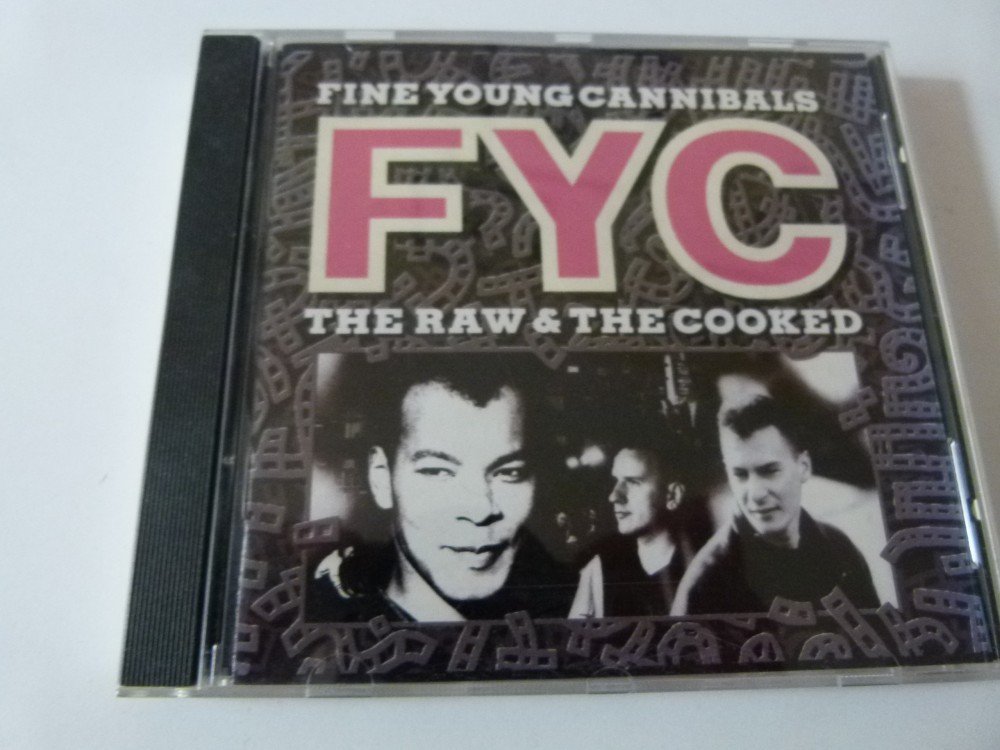 FINE YOUNG CANNIBALS
FYC
THE RAW & THE COOKED